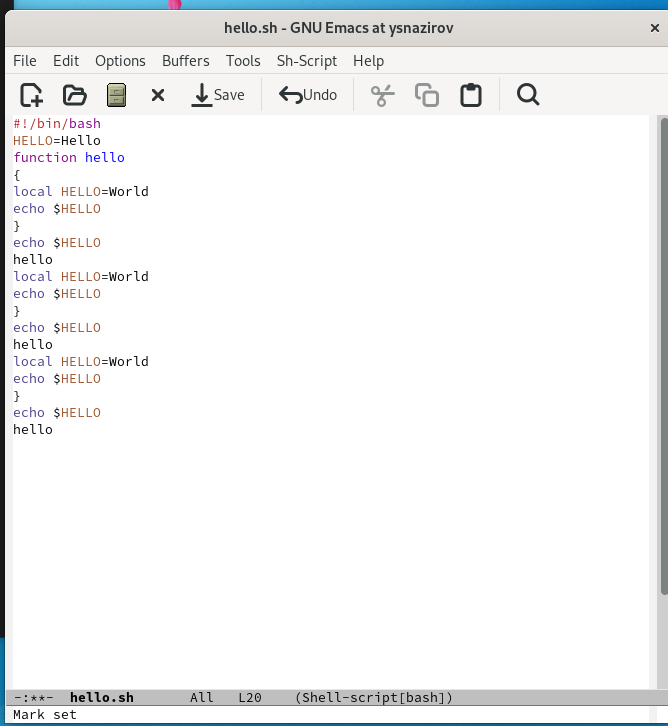 hello.sh - GNU Emacs at ysnazirov
File Edit Options Buffers Tools Sh-Script Help
Save Undo
#!/bin/bash
HELLO=Hello
function hello
{
local HELLO=World
echo $HELLO
}
echo $HELLO
hello
local HELLO=World
echo $HELLO
}
echo $HELLO
hello
local HELLO=World
echo $HELLO
}
echo $HELLO
hello
-:**- hello.sh All L20 (Shell-script[bash])
Mark set